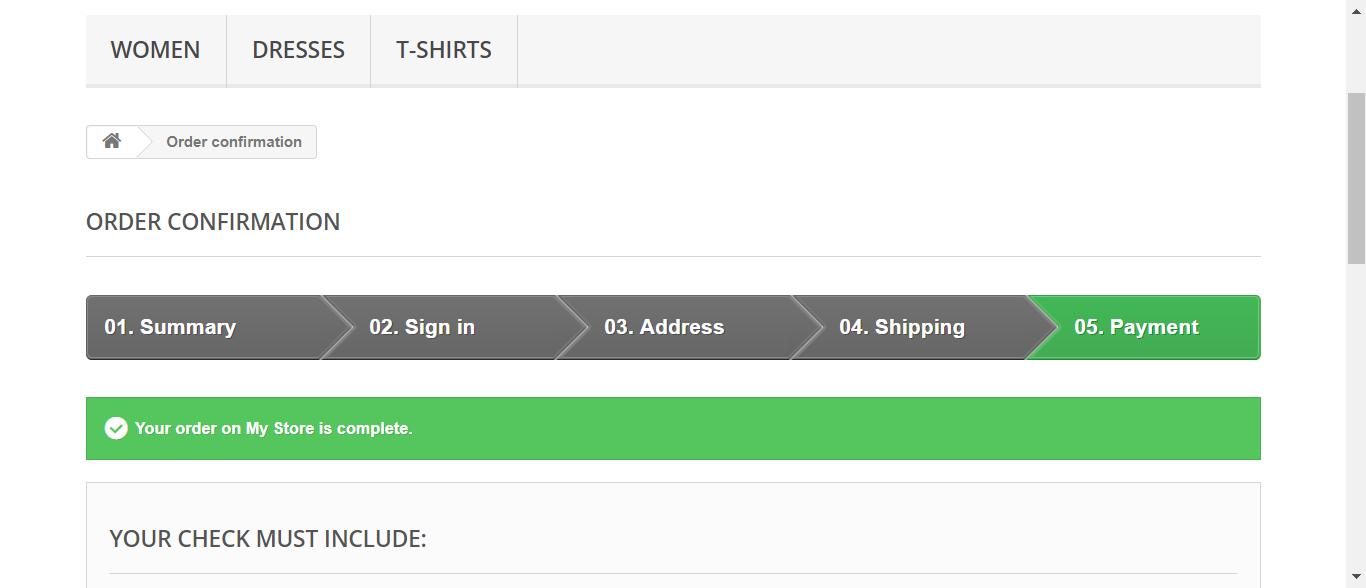 WOMEN DRESSES T-SHIRTS
Order confirmation
ORDER CONFIRMATION
01. Summary 02. Sign in 03. Address 04. Shipping 05. Payment
Your order on My Store is complete.
YOUR CHECK MUST INCLUDE: